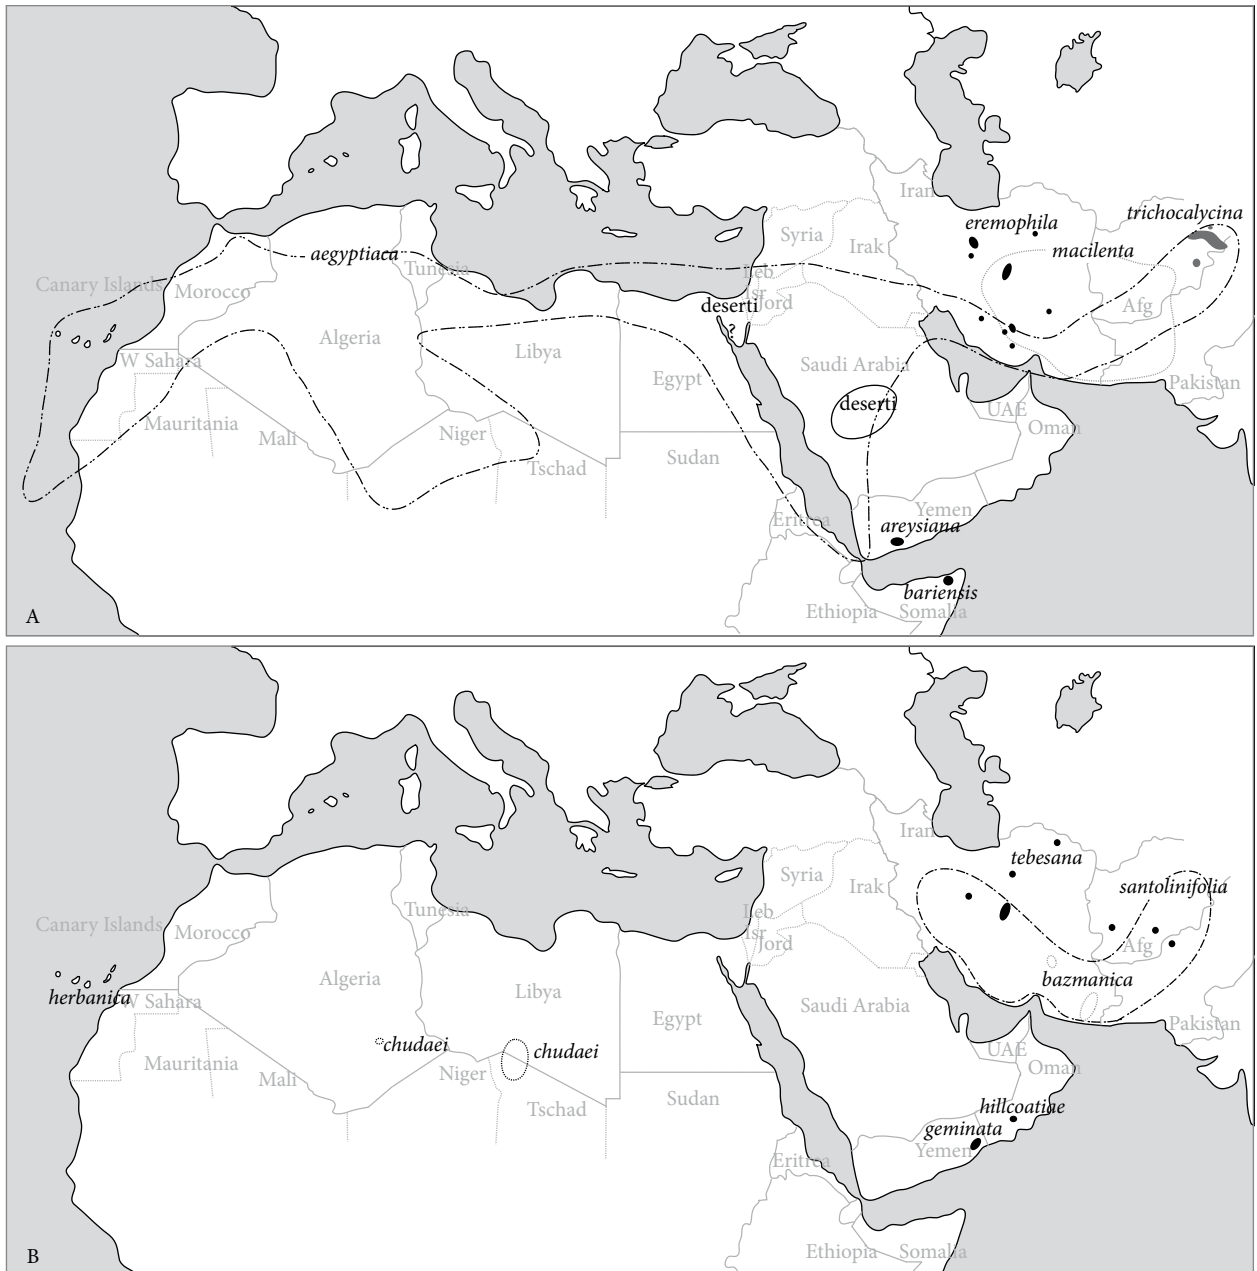 Iran
trichocalycina
eremophila
Syria
Irak
macilenta
aegyptiaca
Tunesia
Leb
Canary Islands
Morocco
Isr
Jord
deserti
Afg
?
Algeria
Libya
W Sahara
Saudi Arabia
Egypt
Pakistan
deserti
UAE
Mauritania
Oman
Mali
Niger
Tschad
Sudan
Yemen
Eritrea
areysiana
bariensis
A
Ethiopia
Somalia
Iran
tebesana
Syria
Irak
santolinifolia
Tunesia
Leb
Canary Islands
Morocco
Isr
Jord
Afg
Algeria
bazmanica
herbanica
W Sahara
Libya
Saudi Arabia
Egypt
Pakistan
chudaei
chudaei
UAE
Mauritania
Oman
Mali
Niger
Tschad
Sudan
hillcoatiae
geminata
Yemen
Eritrea
B
Ethiopia
Somalia